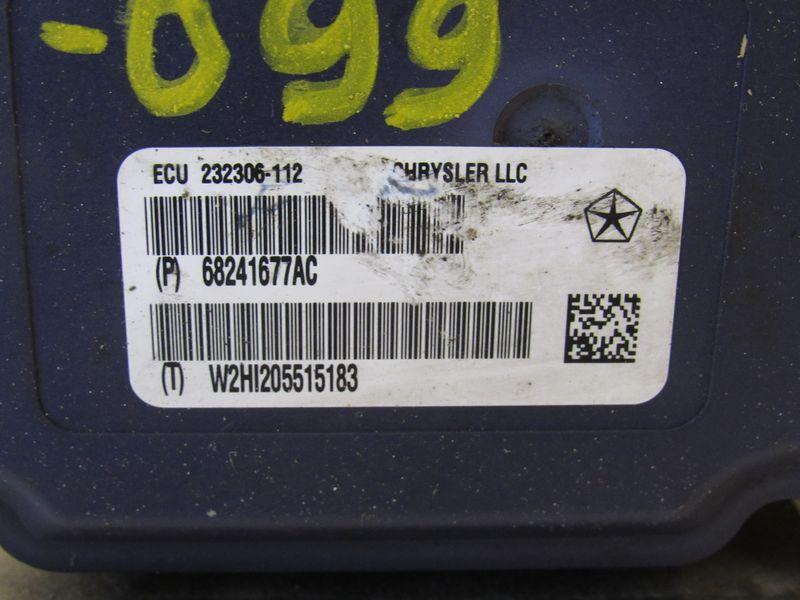 -099
ECU 232306-112 CHRYSLER LLC
(P) 68241677AC
(T) W2HI205515183